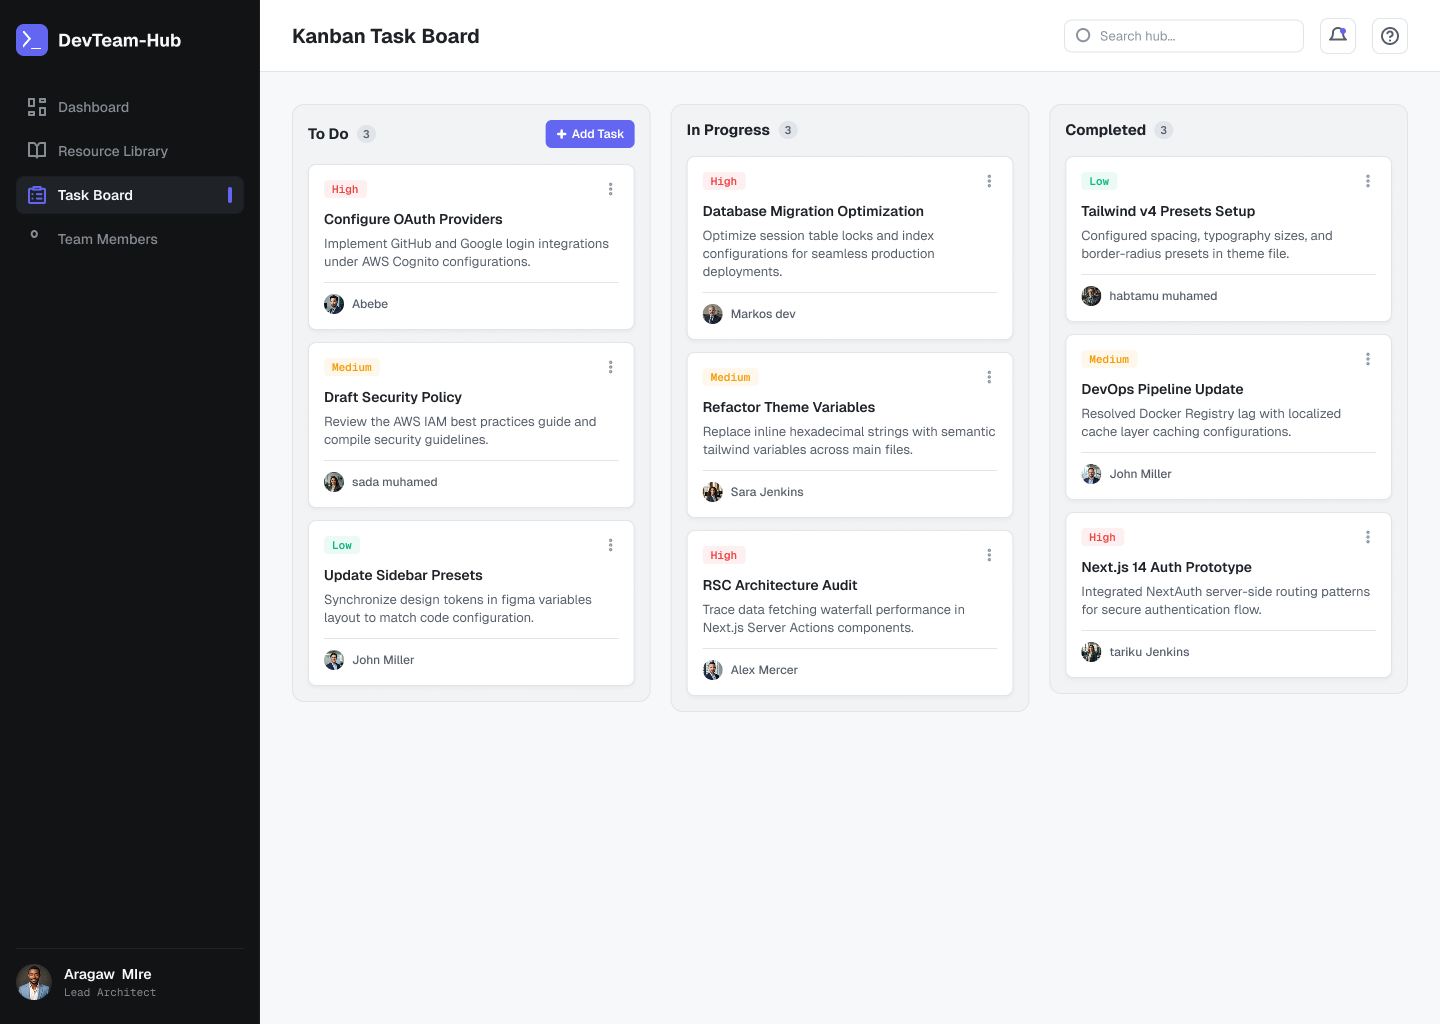 DevTeam-Hub
Dashboard
Resource Library
Task Board
Team Members
Aragaw MIre
Lead Architect
Kanban Task Board
Search hub...
To Do 3
+ Add Task
High
Configure OAuth Providers
Implement GitHub and Google login integrations
under AWS Cognito configurations.
Abebe
Medium
Draft Security Policy
Review the AWS IAM best practices guide and
compile security guidelines.
sada muhamed
Low
Update Sidebar Presets
Synchronize design tokens in figma variables
layout to match code configuration.
John Miller
In Progress 3
High
Database Migration Optimization
Optimize session table locks and index
configurations for seamless production
deployments.
Markos dev
Medium
Refactor Theme Variables
Replace inline hexadecimal strings with semantic
tailwind variables across main files.
Sara Jenkins
High
RSC Architecture Audit
Trace data fetching waterfall performance in
Next.js Server Actions components.
Alex Mercer
Completed 3
Low
Tailwind v4 Presets Setup
Configured spacing, typography sizes, and
border-radius presets in theme file.
habtamu muhamed
Medium
DevOps Pipeline Update
Resolved Docker Registry lag with localized
cache layer caching configurations.
John Miller
High
Next.js 14 Auth Prototype
Integrated NextAuth server-side routing patterns
for secure authentication flow.
tariku Jenkins